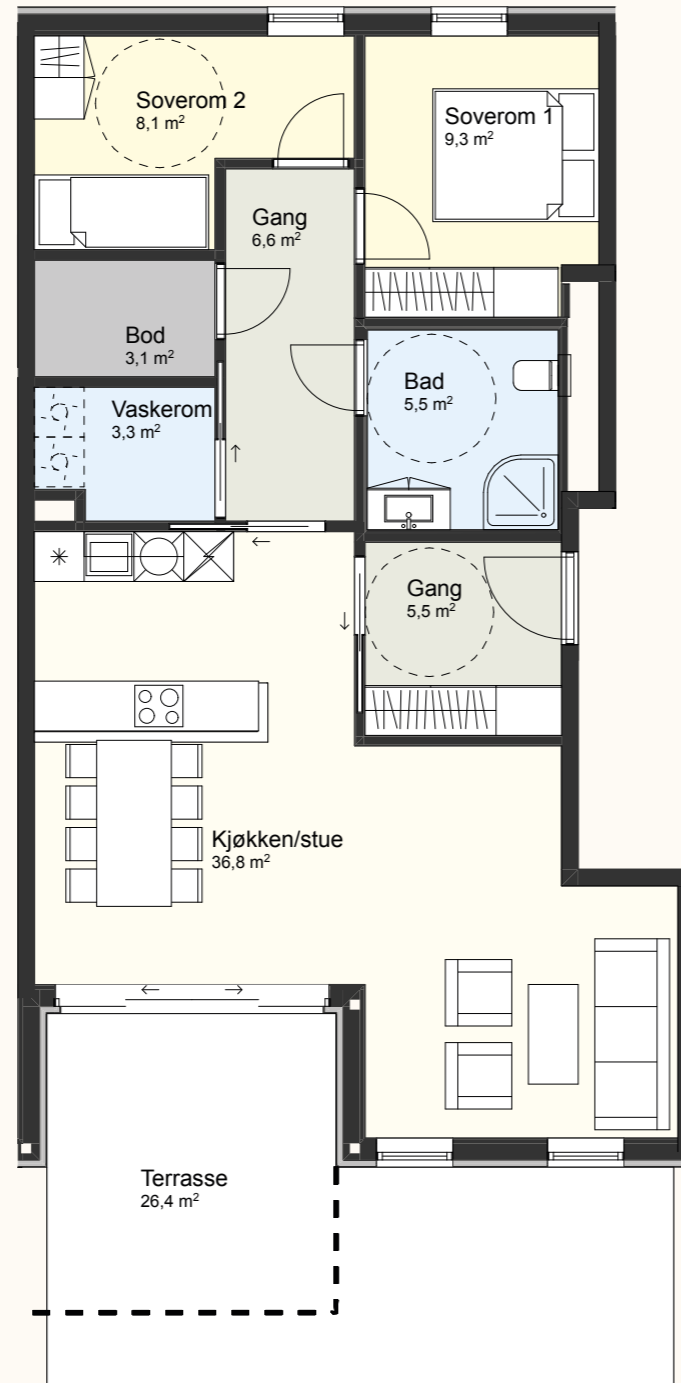 Soverom 2
8,1 m²
Soverom 1
9,3 m²
Gang
6,6 m²
Bod
3,1 m²
Bad
5,5 m²
Vaskerom
3,3 m²
Gang
5,5 m²
Kjøkken/stue
36,8 m²
Terrasse
26,4 m²